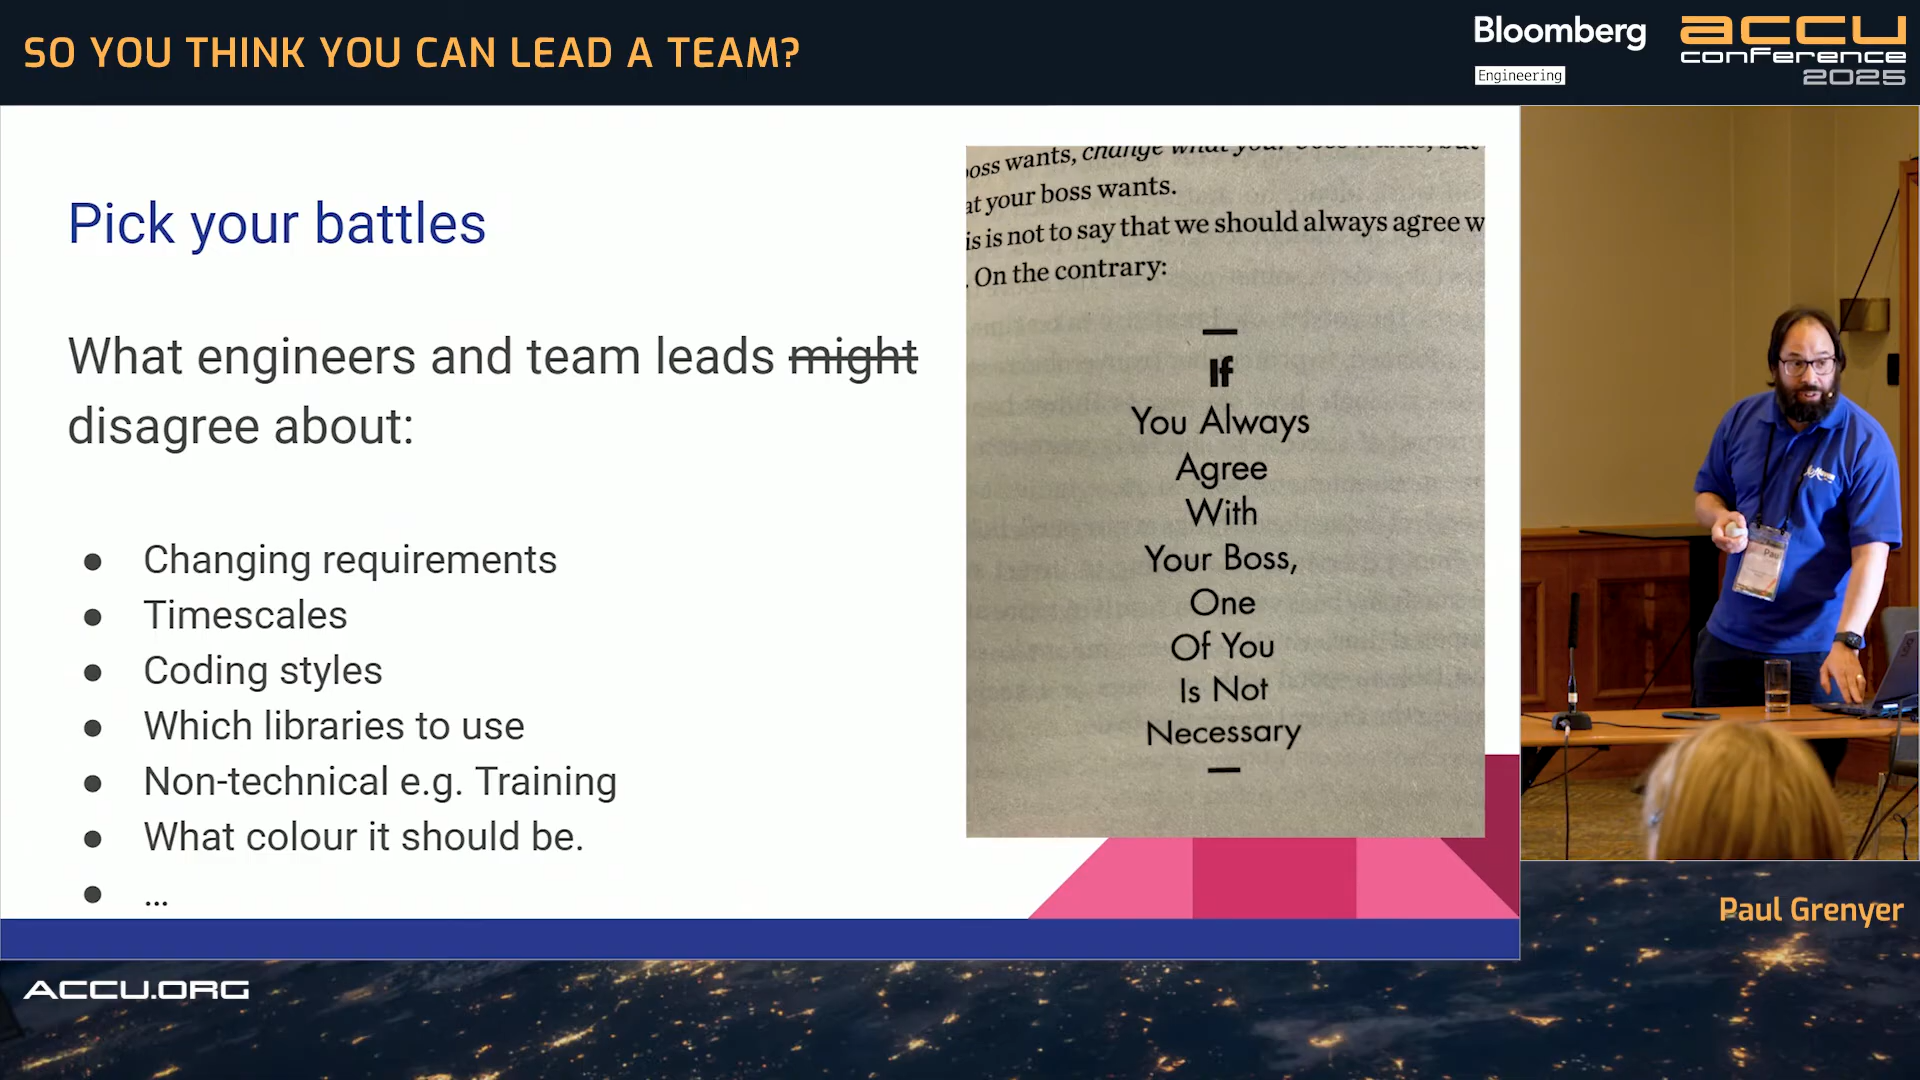 SO YOU THINK YOU CAN LEAD A TEAM?
Bloomberg
Engineering
accu
conference
2025
Pick your battles
What engineers and team leads might
disagree about:
● Changing requirements
● Timescales
● Coding styles
● Which libraries to use
● Non-technical e.g. Training
● What colour it should be.
● ...
boss wants, change what your boss wants, but
at your boss wants.
is is not to say that we should always agree w
. On the contrary:
If
You Always
Agree
With
Your Boss,
One
Of You
Is Not
Necessary
Paul Grenyer
ACCU.ORG